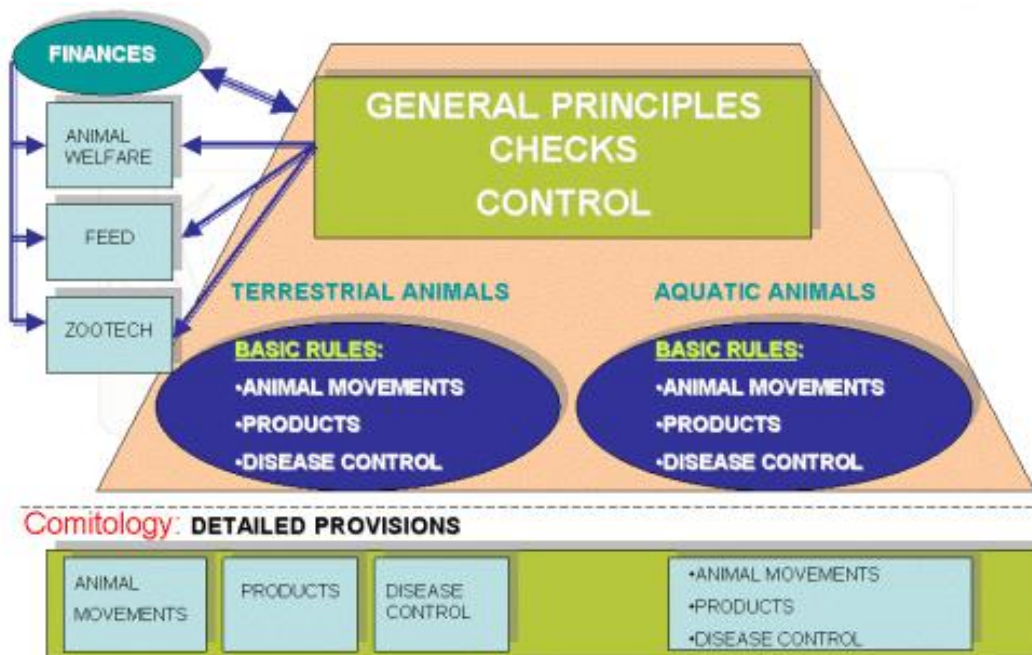 FINANCES
ANIMAL
WELFARE
FEED
ZOOTECH
GENERAL PRINCIPLES
CHECKS
CONTROL
TERRESTRIAL ANIMALS
BASIC RULES:
•ANIMAL MOVEMENTS
•PRODUCTS
•DISEASE CONTROL
AQUATIC ANIMALS
BASIC RULES:
•ANIMAL MOVEMENTS
•PRODUCTS
•DISEASE CONTROL
Comitology: DETAILED PROVISIONS
ANIMAL
MOVEMENTS
PRODUCTS
DISEASE
CONTROL
•ANIMAL MOVEMENTS
•PRODUCTS
•DISEASE CONTROL